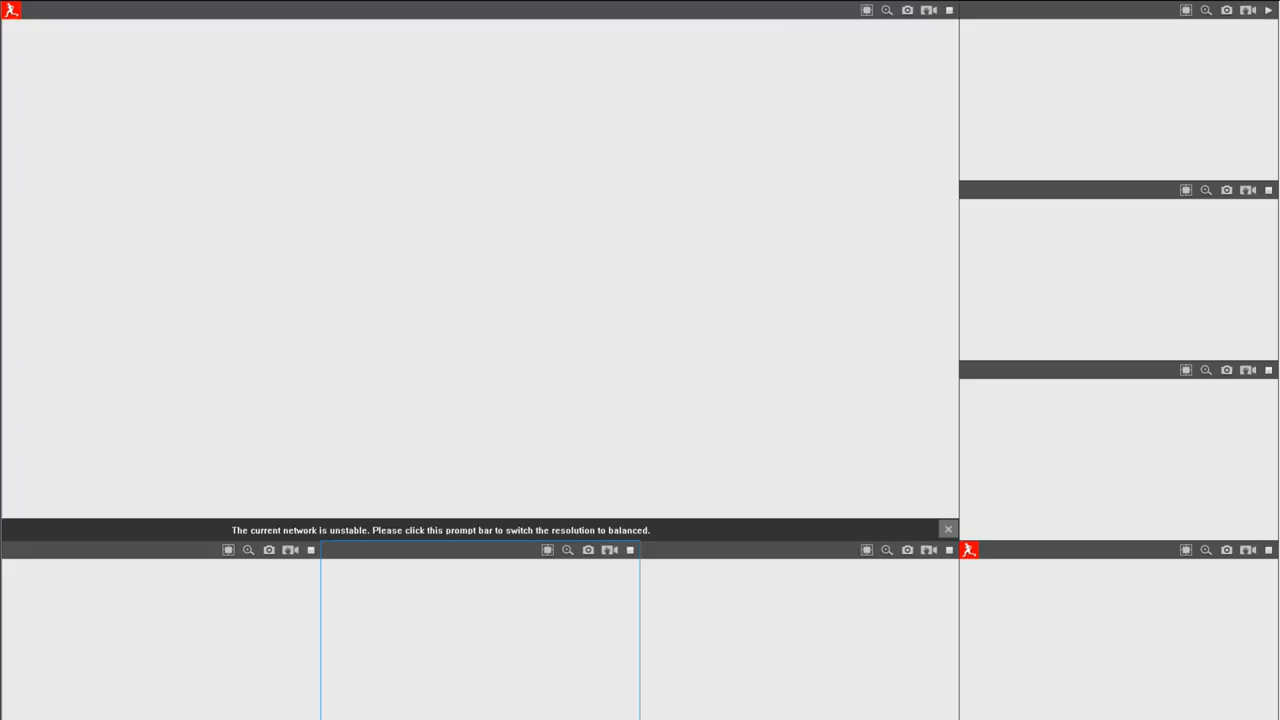 The current network is unstable. Please click this prompt bar to switch the resolution to balanced.